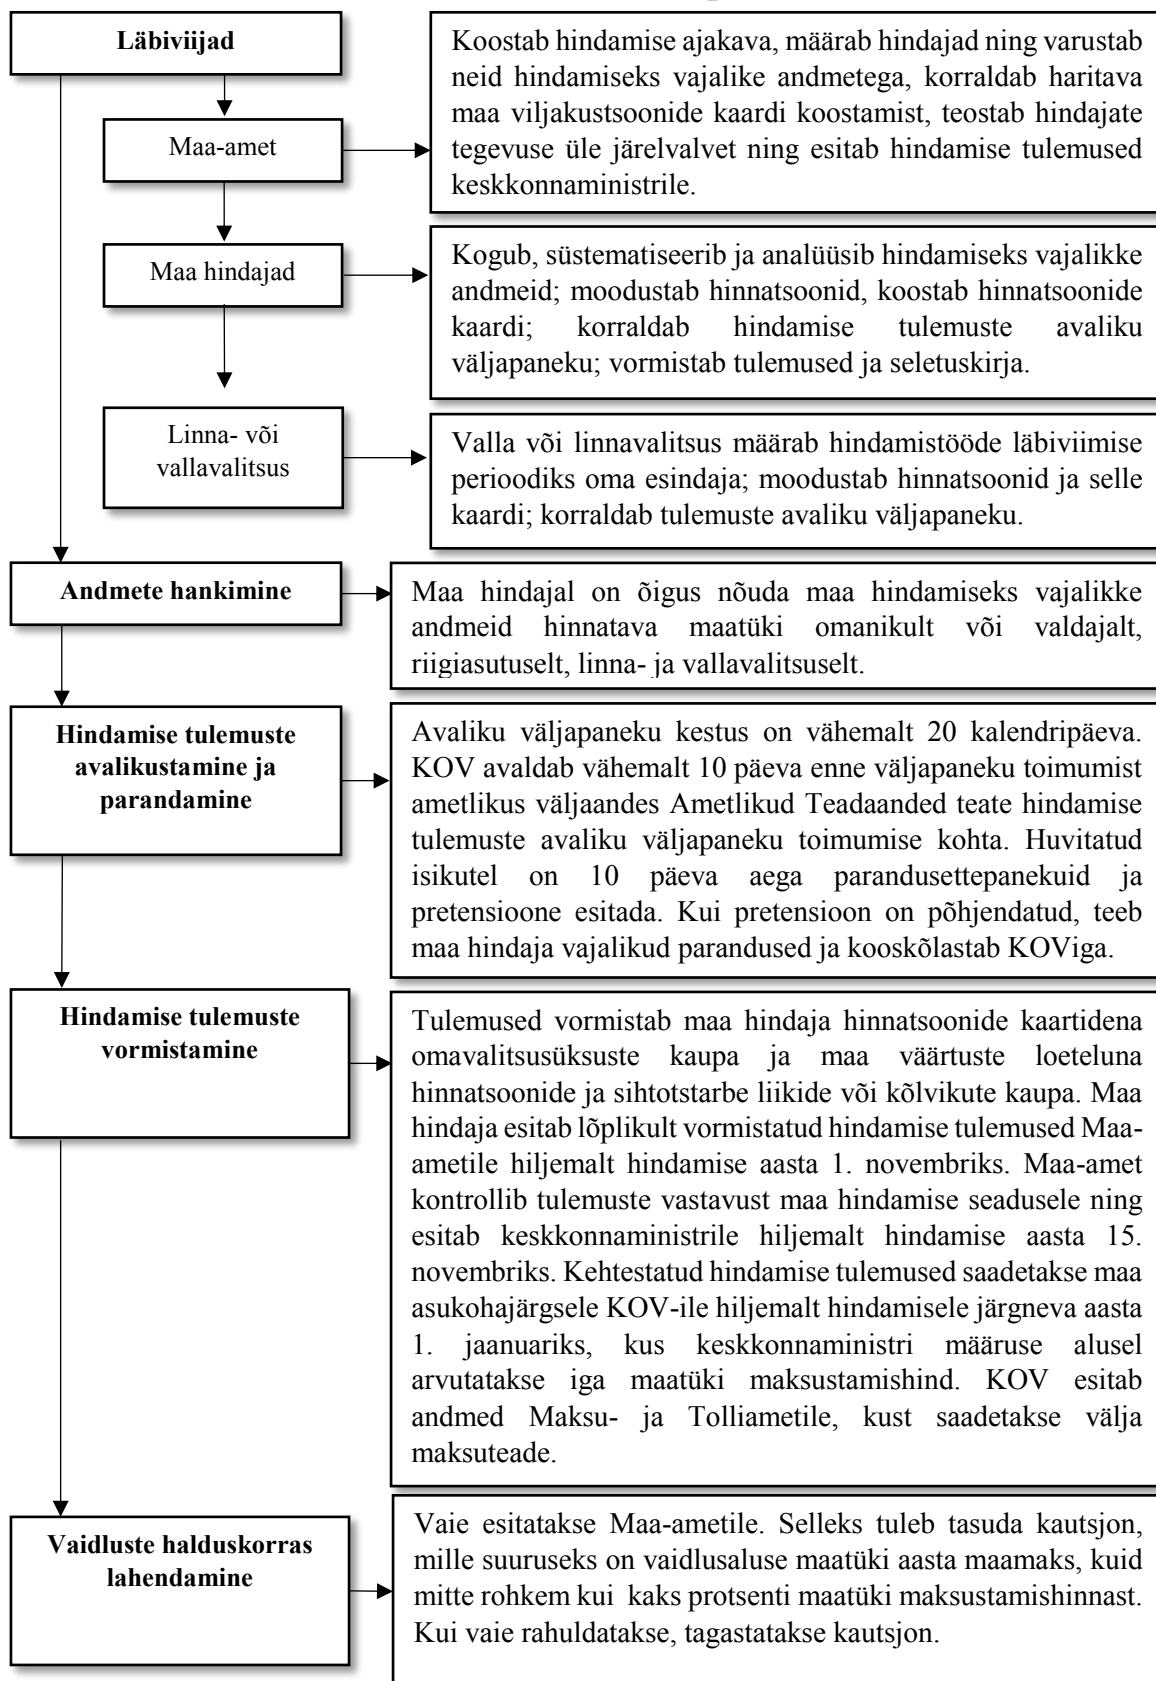 Läbiviijad
Koostab hindamise ajakava, määrab hindajad ning varustab
neid hindamiseks vajalike andmetega, korraldab haritava
maa viljakustsoonide kaardi koostamist, teostab hindajate
tegevuse üle järelvalvet ning esitab hindamise tulemused
keskkonnaministrile.
Maa-amet
Maa hindajad
Kogub, süstematiseerib ja analüüsib hindamiseks vajalikke
andmeid; moodustab hinnatsoonid, koostab hinnatsoonide
kaardi; korraldab hindamise tulemuste avaliku
väljapaneku; vormistab tulemused ja seletuskirja.
Linna- või
vallavalitsus
Valla või linnavalitsus määrab hindamistööde läbiviimise
perioodiks oma esindaja; moodustab hinnatsoonid ja selle
kaardi; korraldab tulemuste avaliku väljapaneku.
Andmete hankimine
Maa hindajal on õigus nõuda maa hindamiseks vajalikke
andmeid hinnatava maatüki omanikult või valdajalt,
riigiasutuselt, linna- ja vallavalitsuselt.
Hindamise tulemuste
avalikustamine ja
parandamine
Avaliku väljapaneku kestus on vähemalt 20 kalendripäeva.
KOV avaldab vähemalt 10 päeva enne väljapaneku toimumist
ametlikus väljaandes Ametlikud Teadaanded teate hindamise
tulemuste avaliku väljapaneku toimumise kohta. Huvitatud
isikutel on 10 päeva aega parandusettepanekuid ja
pretensioone esitada. Kui pretensioon on põhjendatud, teeb
maa hindaja vajalikud parandused ja kooskõlastab KOViga.
Hindamise tulemuste
vormistamine
Tulemused vormistab maa hindaja hinnatsoonide kaartidena
omavalitsusüksuste kaupa ja maa väärtuste loeteluna
hinnatsoonide ja sihtotstarbe liikide või kõlvikute kaupa. Maa
hindaja esitab lõplikult vormistatud hindamise tulemused Maa-
ametile hiljemalt hindamise aasta 1. novembriks. Maa-amet
kontrollib tulemuste vastavust maa hindamise seadusele ning
esitab keskkonnaministrile hiljemalt hindamise aasta 15.
novembriks. Kehtestatud hindamise tulemused saadetakse maa
asukohajärgsele KOV-ile hiljemalt hindamisele järgneva aasta
1. jaanuariks, kus keskkonnaministri määruse alusel
arvutatakse iga maatüki maksustamishind. KOV esitab
andmed Maksu- ja Tolliametile, kust saadetakse välja
maksuteade.
Vaidluste halduskorras
lahendamine
Vaie esitatakse Maa-ametile. Selleks tuleb tasuda kautsjon,
mille suuruseks on vaidlusaluse maatüki aasta maamaks, kuid
mitte rohkem kui kaks protsenti maatüki maksustamishinnast.
Kui vaie rahuldatakse, tagastatakse kautsjon.